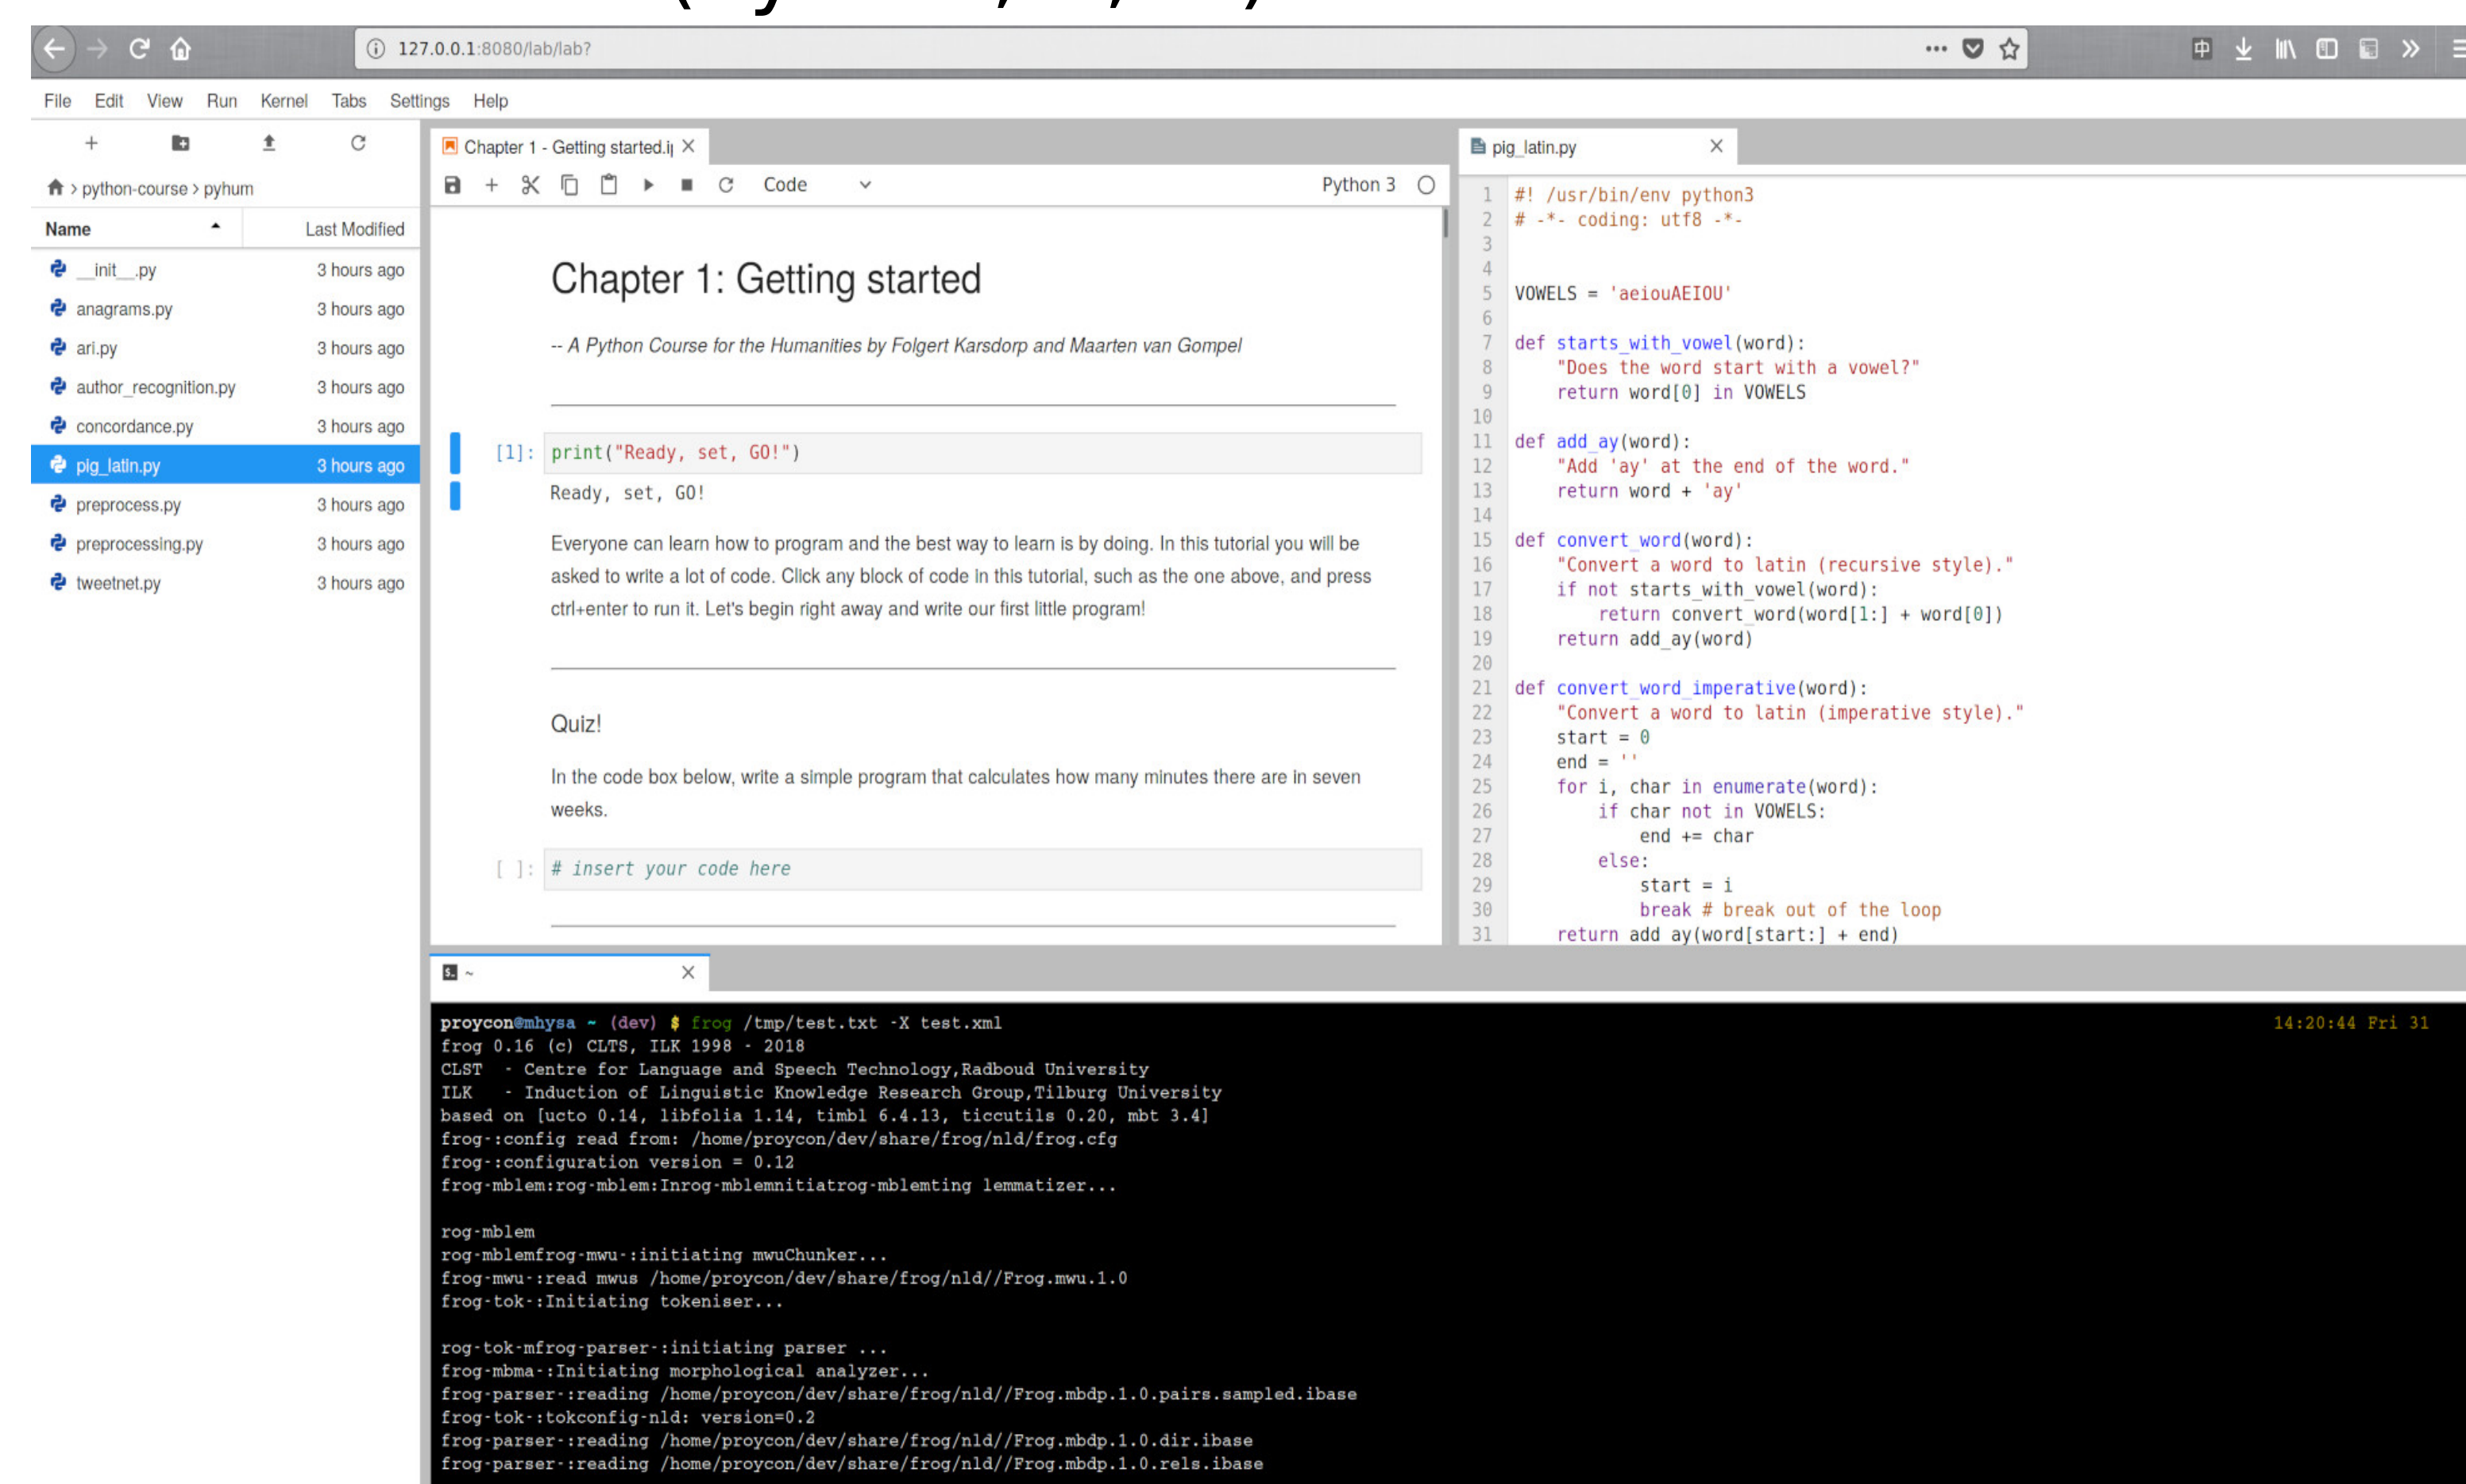 127.0.0.1:8080/lab/lab?
File Edit View Run Kernel Tabs Settings Help
> python-course > pyhum
Name Last Modified
__init__.py 3 hours ago
anagrams.py 3 hours ago
ari.py 3 hours ago
author_recognition.py 3 hours ago
concordance.py 3 hours ago
pig_latin.py 3 hours ago
preprocess.py 3 hours ago
preprocessing.py 3 hours ago
tweetnet.py 3 hours ago
Chapter 1 - Getting started.i
Code
Python 3
Chapter 1: Getting started
-- A Python Course for the Humanities by Folgert Karsdorp and Maarten van Gompel
[1]: print("Ready, set, GO!")
Ready, set, GO!
Everyone can learn how to program and the best way to learn is by doing. In this tutorial you will be
asked to write a lot of code. Click any block of code in this tutorial, such as the one above, and press
ctrl+enter to run it. Let's begin right away and write our first little program!
Quiz!
In the code box below, write a simple program that calculates how many minutes there are in seven
weeks.
[ ]: # insert your code here
pig_latin.py
1 #! /usr/bin/env python3
2 # -*- coding: utf8 -*-
3
4
5 VOWELS = 'aeiouAEIOU'
6
7 def starts_with_vowel(word):
8     "Does the word start with a vowel?"
9     return word[0] in VOWELS
10
11 def add_ay(word):
12     "Add 'ay' at the end of the word."
13     return word + 'ay'
14
15 def convert_word(word):
16     "Convert a word to latin (recursive style)."
17     if not starts_with_vowel(word):
18         return convert_word(word[1:] + word[0])
19     return add_ay(word)
20
21 def convert_word_imperative(word):
22     "Convert a word to latin (imperative style)."
23     start = 0
24     end = ''
25     for i, char in enumerate(word):
26         if char not in VOWELS:
27             end += char
28         else:
29             start = i
30             break # break out of the loop
31     return add_ay(word[start:] + end)
~
proycon@mhysa ~ (dev) $ frog /tmp/test.txt -X test.xml 14:20:44 Fri 31
frog 0.16 (c) CLTS, ILK 1998 - 2018
CLST - Centre for Language and Speech Technology,Radboud University
ILK - Induction of Linguistic Knowledge Research Group,Tilburg University
based on [ucto 0.14, libfolia 1.14, timbl 6.4.13, ticcutils 0.20, mbt 3.4]
frog-:config read from: /home/proycon/dev/share/frog/nld/frog.cfg
frog-:configuration version = 0.12
frog-mblem:rog-mblem:Inrog-mblemnitiatrog-mblemting lemmatizer...
rog-mblem
rog-mblemfrog-mwu-:initiating mwuChunker...
frog-mwu-:read mwus /home/proycon/dev/share/frog/nld//Frog.mwu.1.0
frog-tok-:Initiating tokeniser...
rog-tok-mfrog-parser-:initiating parser ...
frog-mbma-:Initiating morphological analyzer...
frog-parser-:reading /home/proycon/dev/share/frog/nld//Frog.mbdp.1.0.pairs.sampled.ibase
frog-tok-:tokconfig-nld: version=0.2
frog-parser-:reading /home/proycon/dev/share/frog/nld//Frog.mbdp.1.0.dir.ibase
frog-parser-:reading /home/proycon/dev/share/frog/nld//Frog.mbdp.1.0.rels.ibase